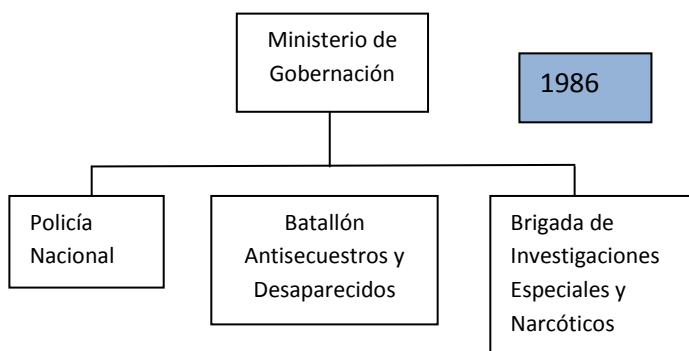 Ministerio de
Gobernación
1986
Policía
Nacional
Batallón
Antisecuestros y
Desaparecidos
Brigada de
Investigaciones
Especiales y
Narcóticos